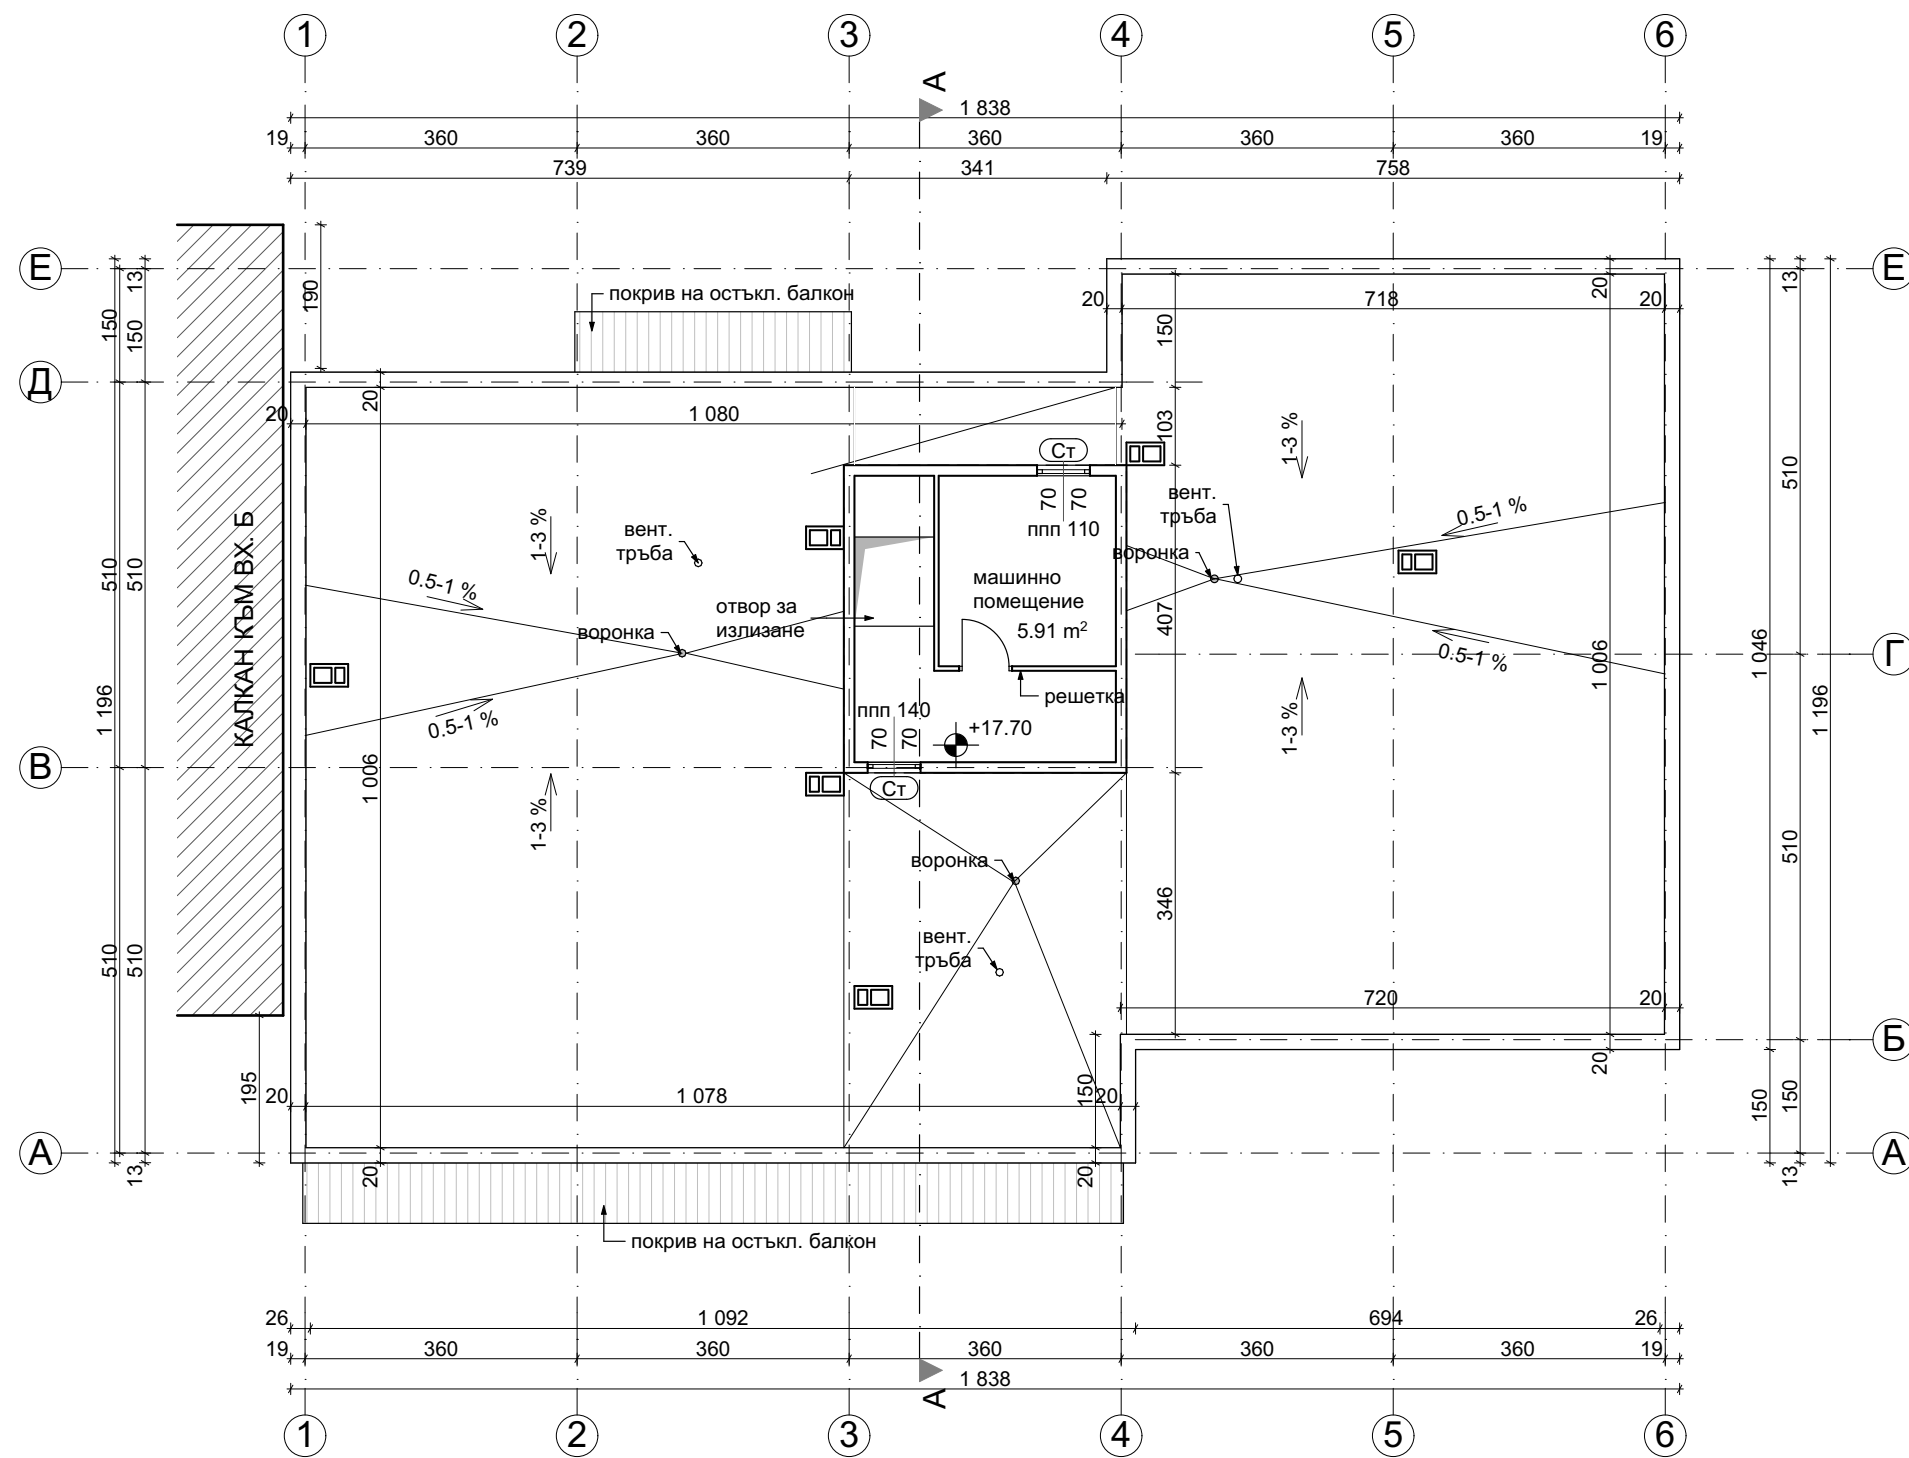 1 2 3 4 5 6
A
1 838
19 360 360 360 360 360 19
739 341 758
Е Е
13 13
190
150 150
покрив на остъкл. балкон
20 718 20
20
150
13
Д
20
20 1 080
103
1-3 %
Ст
70 70
ппп 110
вент.
тръба
510
0.5-1 %
КАЛКАН КЪМ ВХ. Б
1-3 %
вент.
тръба
воронка
машинно
помещение
5.91 m²
0.5-1 %
510 510
отвор за
излизане
407
воронка
1 046
Г
0.5-1 %
1 006
решетка
1 196
0.5-1 %
ппп 140
70 70
+17.70
1-3 %
1 196
В
1 006
Ст
1-3 %
воронка
510
346
вент.
тръба
510 510
720 20
Б
20
195
20 1 078 150 20
150 150
А А
13 20 20 13
покрив на остъкл. балкон
26 1 092 694 26
19 360 360 360 360 360 19
1 838
A
1 2 3 4 5 6